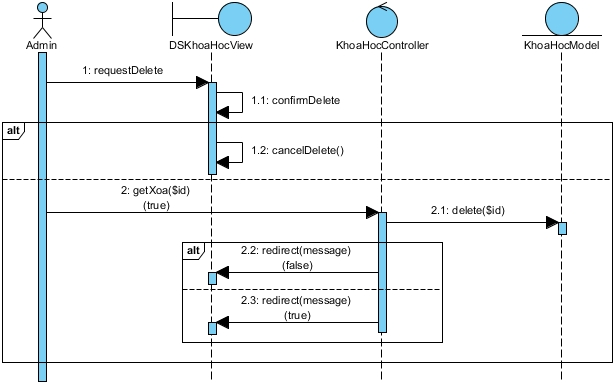 Admin
DSKhoaHocView
KhoaHocController
KhoaHocModel
1: requestDelete
1.1: confirmDelete
alt
1.2: cancelDelete()
2: getXoa($id)
(true)
2.1: delete($id)
alt
2.2: redirect(message)
(false)
2.3: redirect(message)
(true)